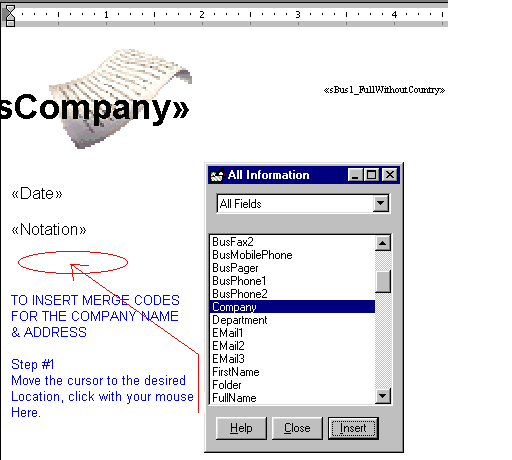 1 2 3 4
«sBus1_FullWithoutCountry»
sCompany»
«Date»
«Notation»
TO INSERT MERGE CODES
FOR THE COMPANY NAME
& ADDRESS
Step #1
Move the cursor to the desired
Location, click with your mouse
Here.
All Information
All Fields
BusFax2
BusMobilePhone
BusPager
BusPhone1
BusPhone2
Company
Department
EMail1
EMail2
EMail3
FirstName
Folder
FullName
Help Close Insert